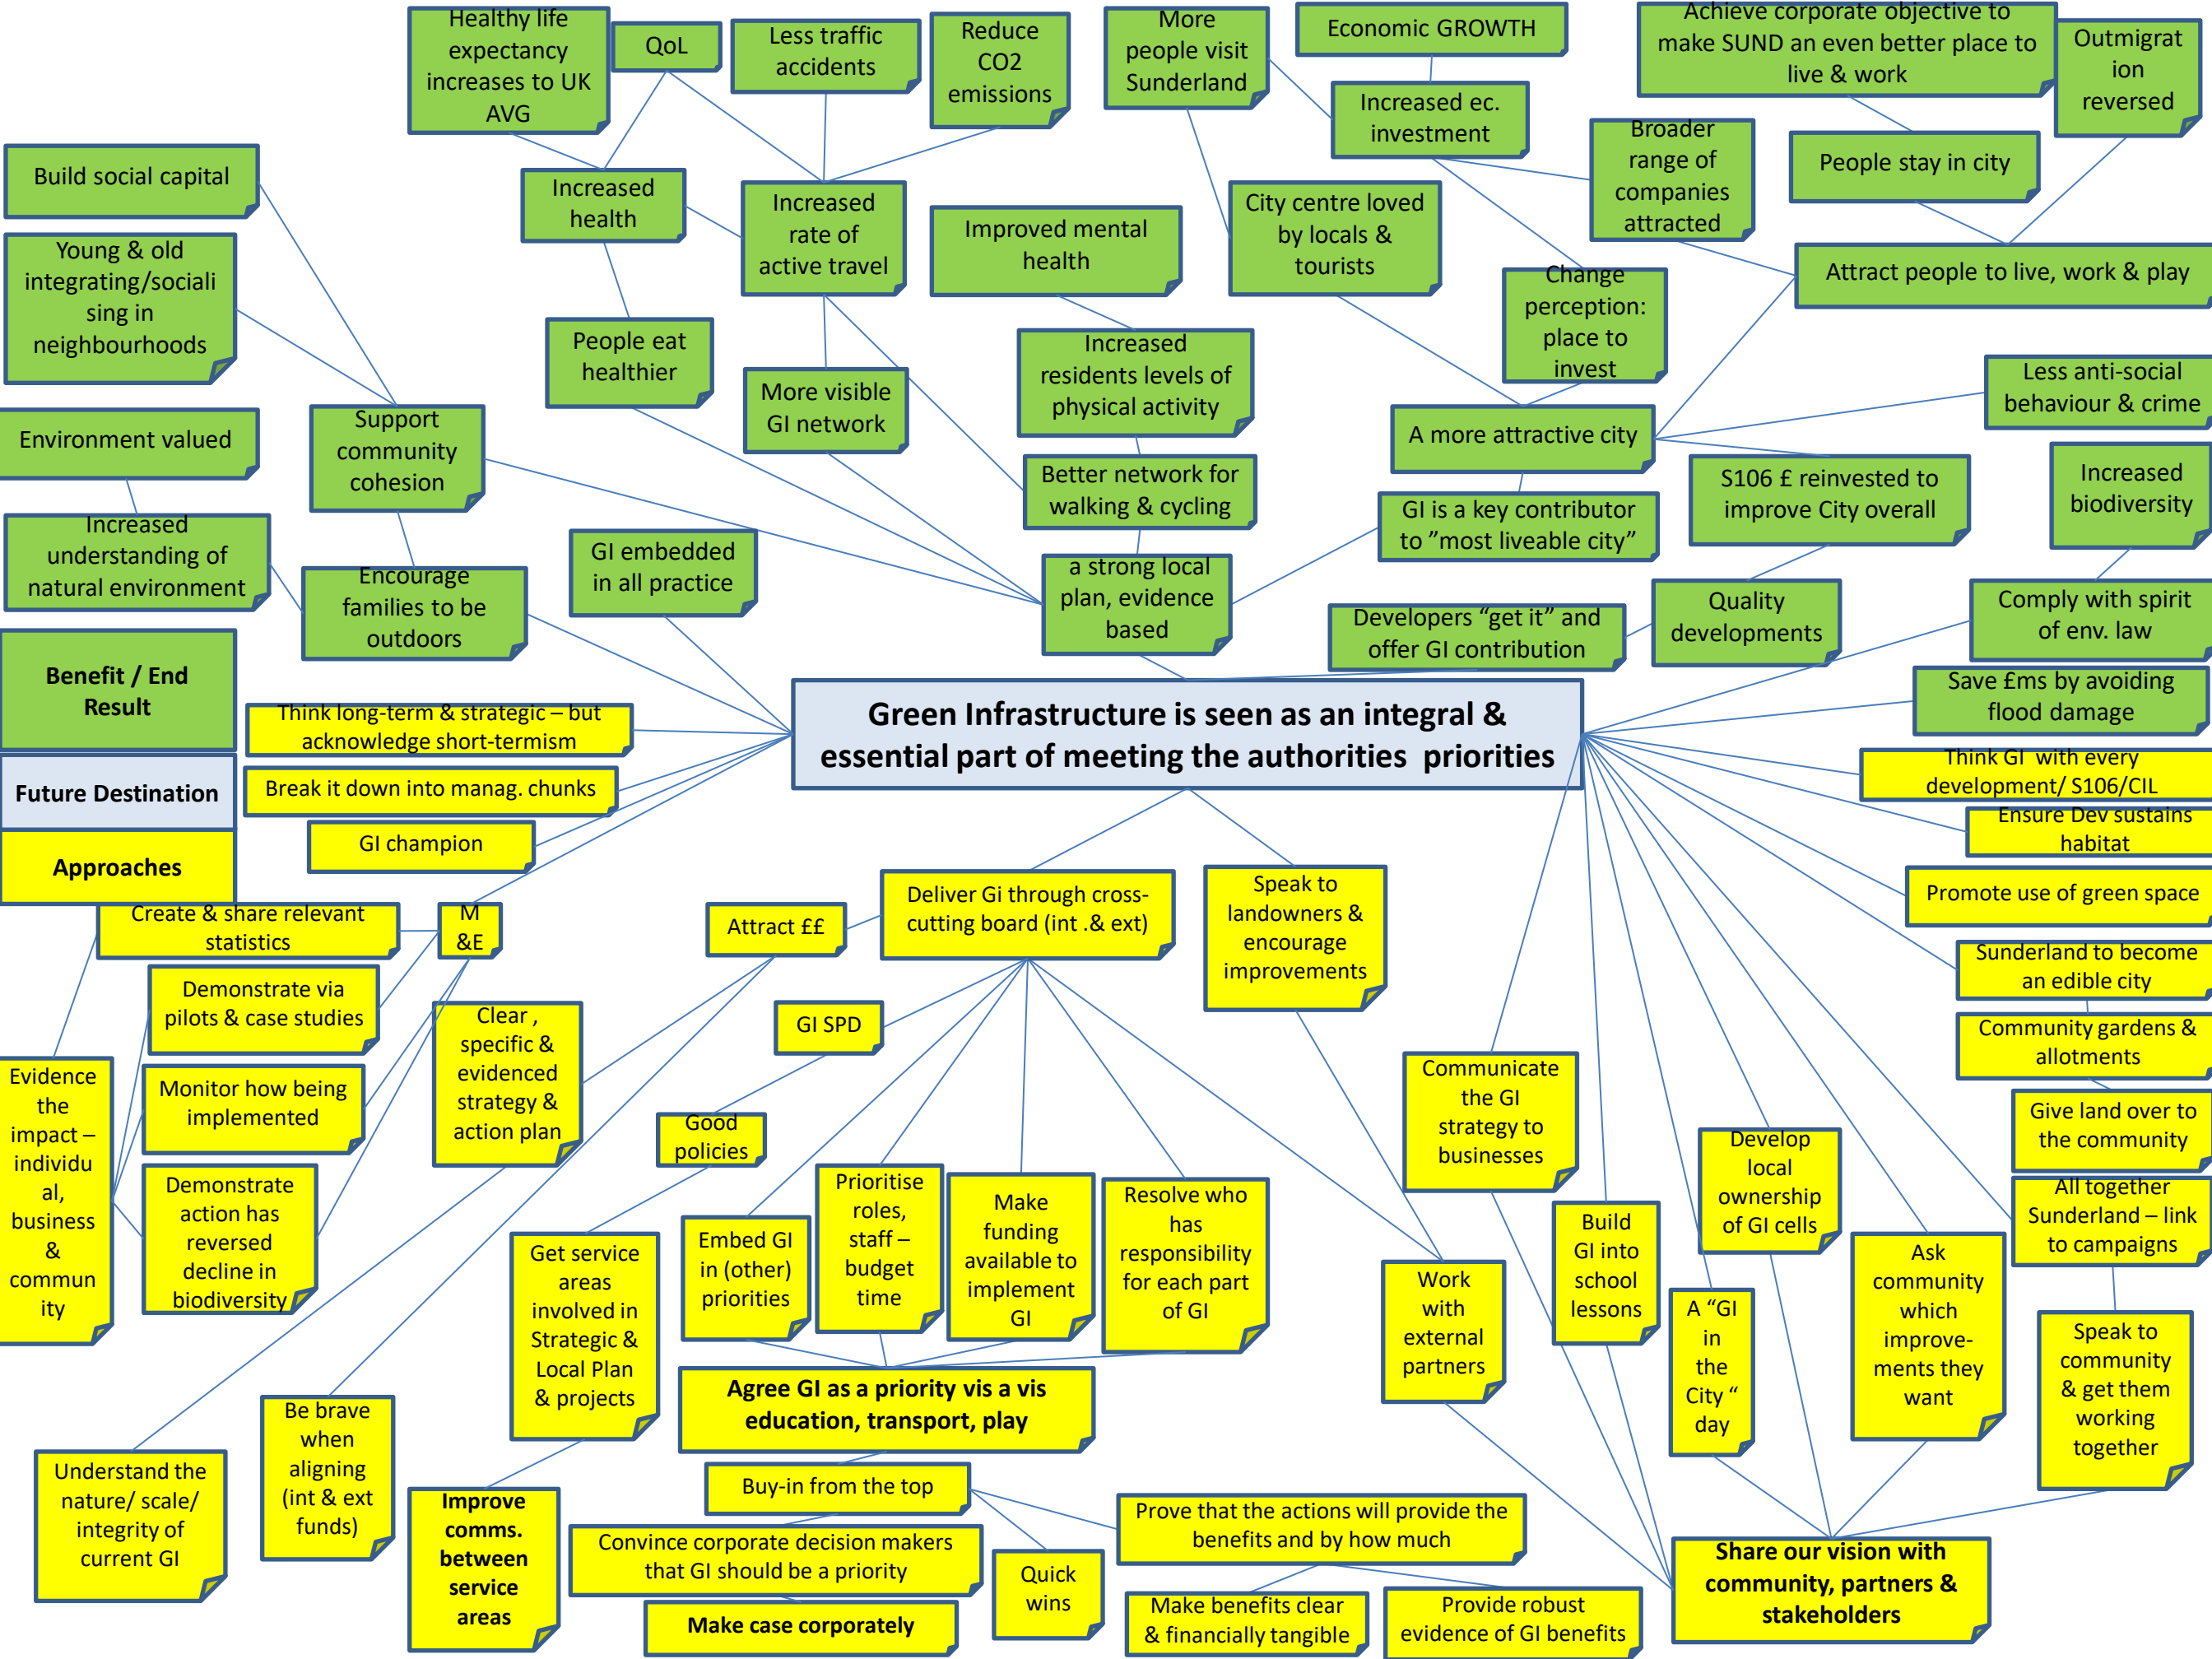 Healthy life
expectancy
increases to UK
AVG
QoL
Less traffic
accidents
Reduce
CO2
emissions
More
people visit
Sunderland
Economic GROWTH
Achieve corporate objective to
make SUND an even better place to
live & work
Outmigrat
ion
reversed
Increased ec.
investment
Broader
range of
companies
attracted
People stay in city
Build social capital
Increased
health
Increased
rate of
active travel
Improved mental
health
City centre loved
by locals &
tourists
Attract people to live, work & play
Young & old
integrating/sociali
sing in
neighbourhoods
Change
perception:
place to
invest
People eat
healthier
More visible
GI network
Increased
residents levels of
physical activity
Less anti-social
behaviour & crime
Environment valued
Support
community
cohesion
A more attractive city
Better network for
walking & cycling
S106 £ reinvested to
improve City overall
Increased
biodiversity
GI is a key contributor
to ”most liveable city”
Increased
understanding of
natural environment
Encourage
families to be
outdoors
GI embedded
in all practice
a strong local
plan, evidence
based
Developers “get it” and
offer GI contribution
Quality
developments
Comply with spirit
of env. law
Benefit / End
Result
Future Destination
Approaches
Save £ms by avoiding
flood damage
Green Infrastructure is seen as an integral &
essential part of meeting the authorities priorities
Think long-term & strategic – but
acknowledge short-termism
Break it down into manag. chunks
GI champion
Think GI with every
development/ S106/CIL
Ensure Dev sustains
habitat
Promote use of green space
Sunderland to become
an edible city
Community gardens &
allotments
Give land over to
the community
All together
Sunderland – link
to campaigns
Speak to
community
& get them
working
together
Create & share relevant
statistics
M
&E
Demonstrate via
pilots & case studies
Monitor how being
implemented
Demonstrate
action has
reversed
decline in
biodiversity
Evidence
the
impact –
individu
al,
business
&
commun
ity
Clear ,
specific &
evidenced
strategy &
action plan
Attract ££
Deliver Gi through cross-
cutting board (int .& ext)
Speak to
landowners &
encourage
improvements
GI SPD
Good
policies
Get service
areas
involved in
Strategic &
Local Plan
& projects
Embed GI
in (other)
priorities
Prioritise
roles,
staff –
budget
time
Make
funding
available to
implement
GI
Resolve who
has
responsibility
for each part
of GI
Work
with
external
partners
Communicate
the GI
strategy to
businesses
Build
GI into
school
lessons
A “GI
in
the
City “
day
Develop
local
ownership
of GI cells
Ask
community
which
improve-
ments they
want
Agree GI as a priority vis a vis
education, transport, play
Understand the
nature/ scale/
integrity of
current GI
Be brave
when
aligning
(int & ext
funds)
Improve
comms.
between
service
areas
Buy-in from the top
Convince corporate decision makers
that GI should be a priority
Make case corporately
Quick
wins
Prove that the actions will provide the
benefits and by how much
Make benefits clear
& financially tangible
Provide robust
evidence of GI benefits
Share our vision with
community, partners &
stakeholders